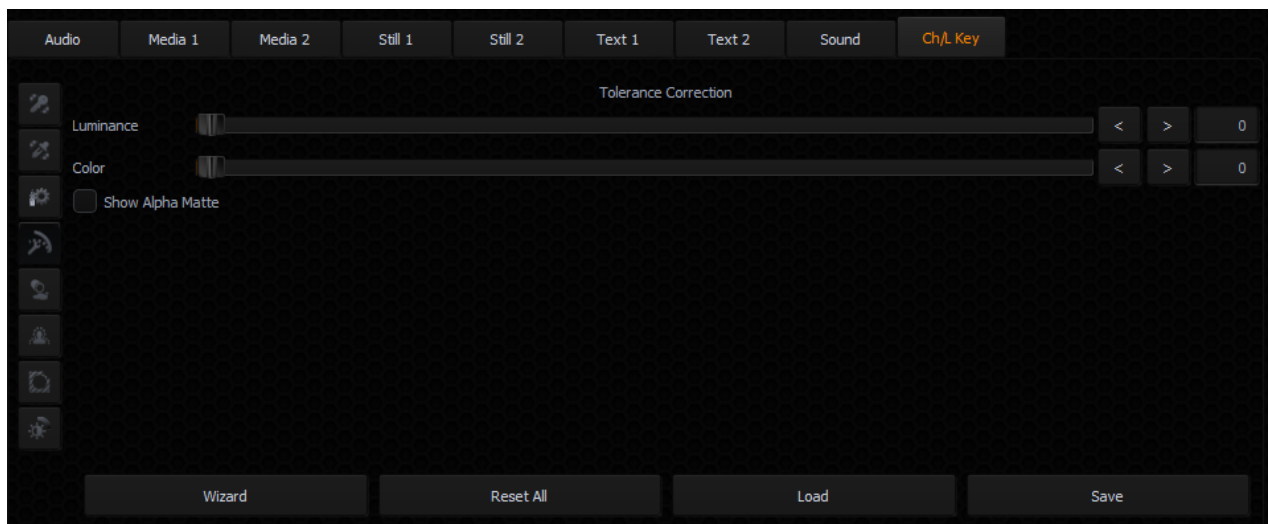 Audio Media 1 Media 2 Still 1 Still 2 Text 1 Text 2 Sound Ch/L Key
Tolerance Correction
Luminance < > 0
Color < > 0
Show Alpha Matte
Wizard Reset All Load Save